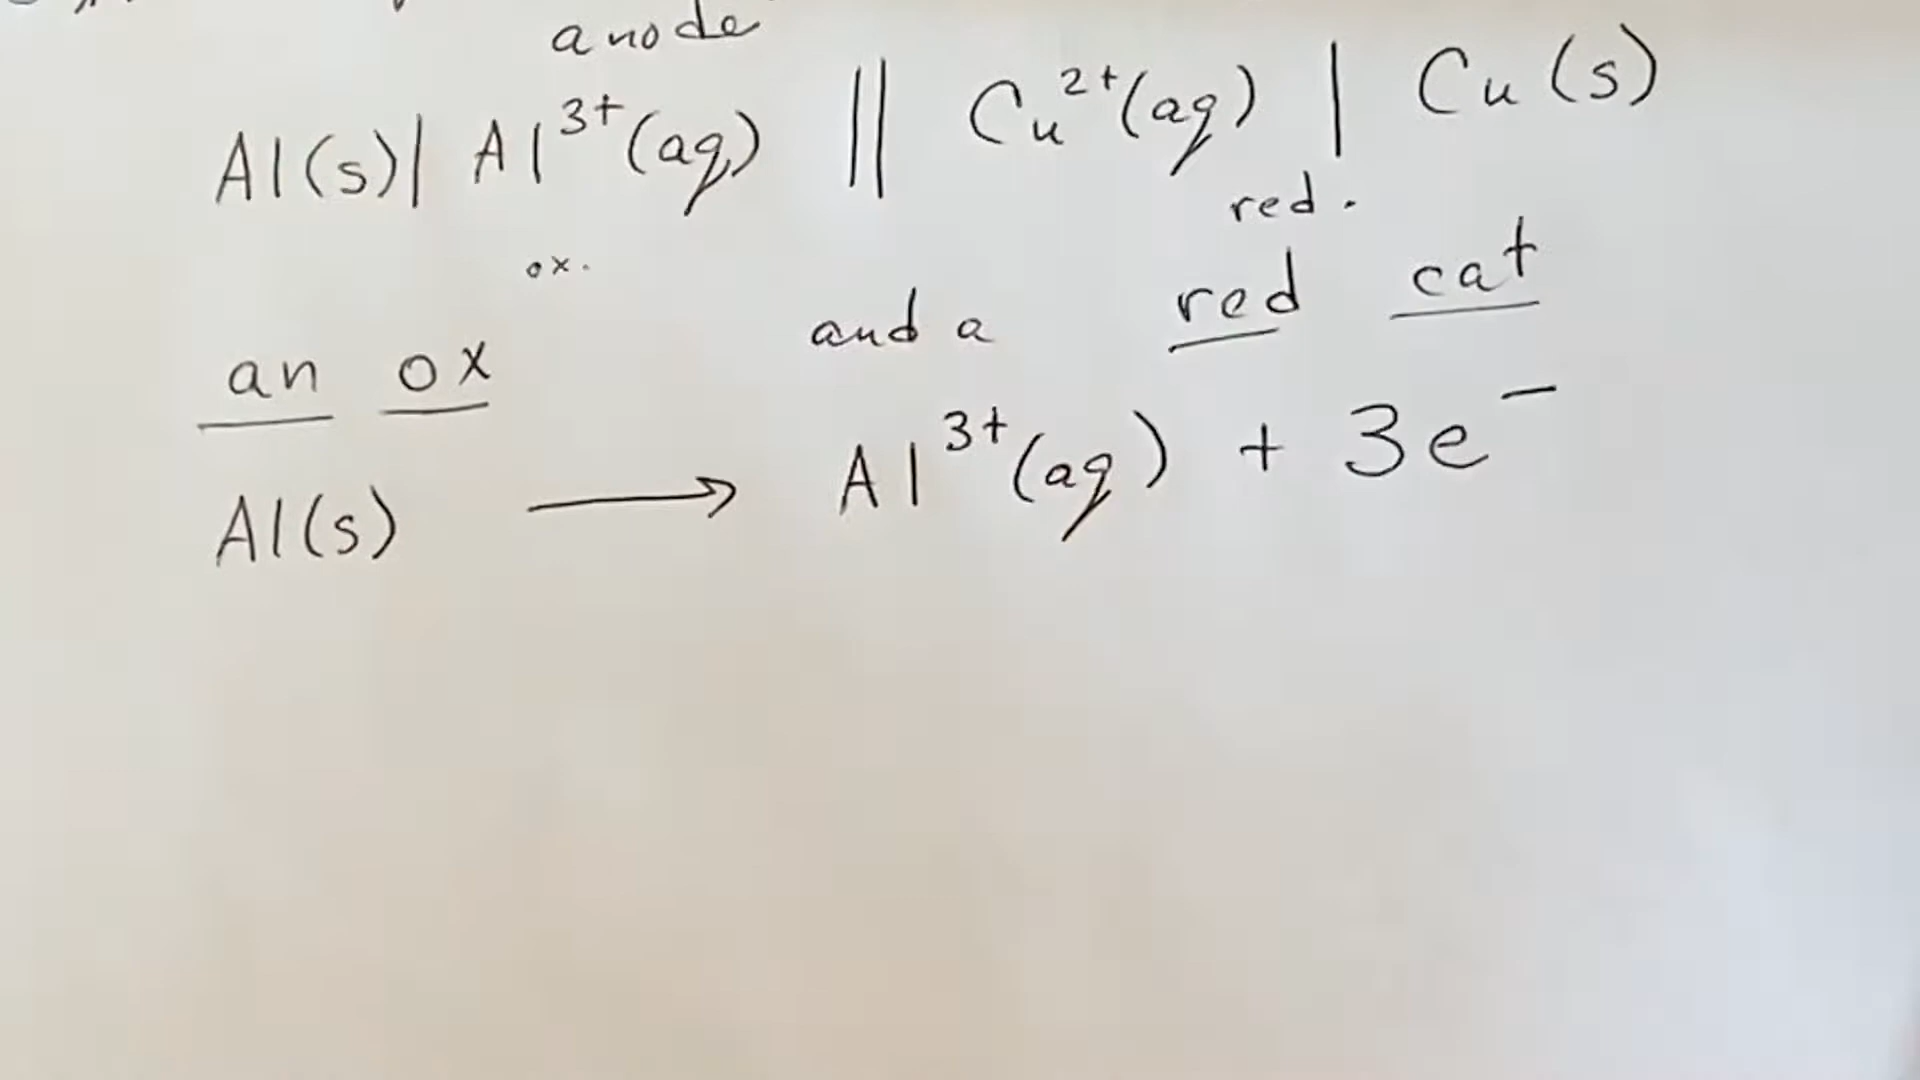 anode
Al(s)| Al³⁺(aq) || Cu²⁺(aq) | Cu(s)
ox. red.
an ox and a red cat
Al(s) ⟶ Al³⁺(aq) + 3e⁻